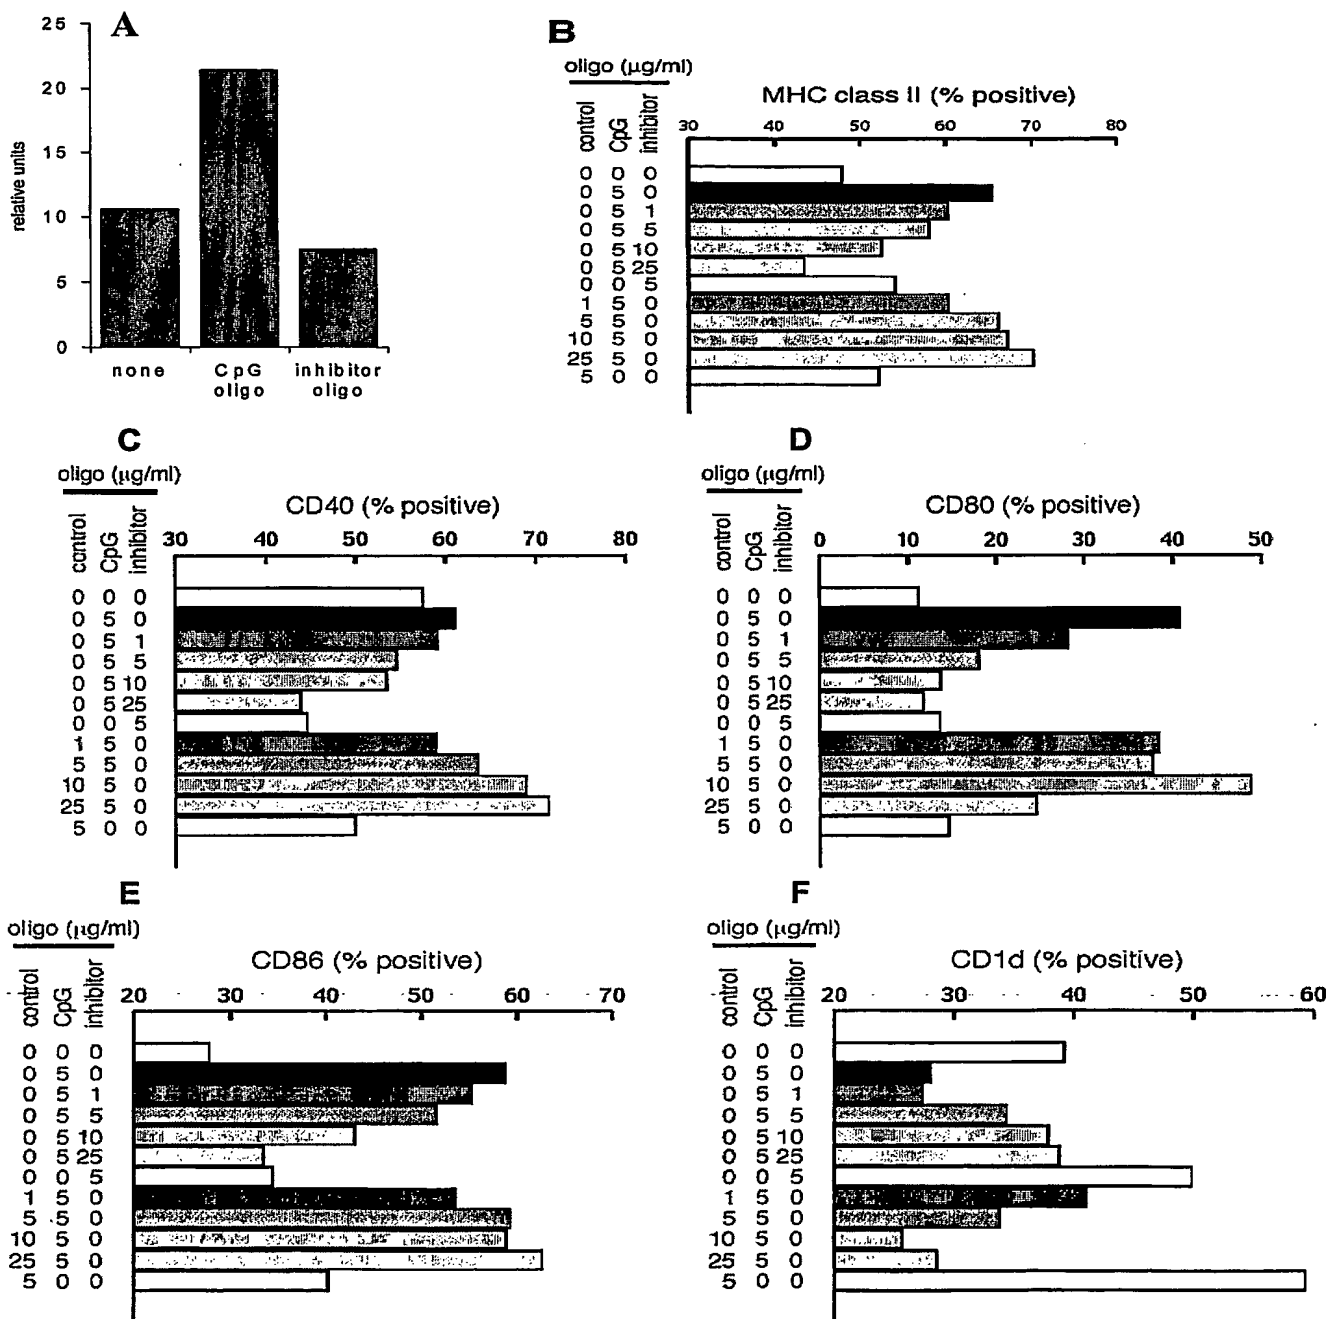 A
25
20
15
10
5
0
relative units
none
CpG oligo
inhibitor oligo
B
oligo (µg/ml)
control CpG inhibitor
MHC class II (% positive)
30 40 50 60 70 80
0 0 0
0 5 0
0 5 1
0 5 5
0 5 10
0 5 25
0 0 5
1 5 0
5 5 0
10 5 0
25 5 0
5 0 0
C
oligo (µg/ml)
control CpG inhibitor
CD40 (% positive)
30 40 50 60 70 80
0 0 0
0 5 0
0 5 1
0 5 5
0 5 10
0 5 25
0 0 5
1 5 0
5 5 0
10 5 0
25 5 0
5 0 0
D
oligo (µg/ml)
control CpG inhibitor
CD80 (% positive)
0 10 20 30 40 50
0 0 0
0 5 0
0 5 1
0 5 5
0 5 10
0 5 25
0 0 5
1 5 0
5 5 0
10 5 0
25 5 0
5 0 0
E
oligo (µg/ml)
control CpG inhibitor
CD86 (% positive)
20 30 40 50 60 70
0 0 0
0 5 0
0 5 1
0 5 5
0 5 10
0 5 25
0 0 5
1 5 0
5 5 0
10 5 0
25 5 0
5 0 0
F
oligo (µg/ml)
control CpG inhibitor
CD1d (% positive)
20 30 40 50 60
0 0 0
0 5 0
0 5 1
0 5 5
0 5 10
0 5 25
0 0 5
1 5 0
5 5 0
10 5 0
25 5 0
5 0 0